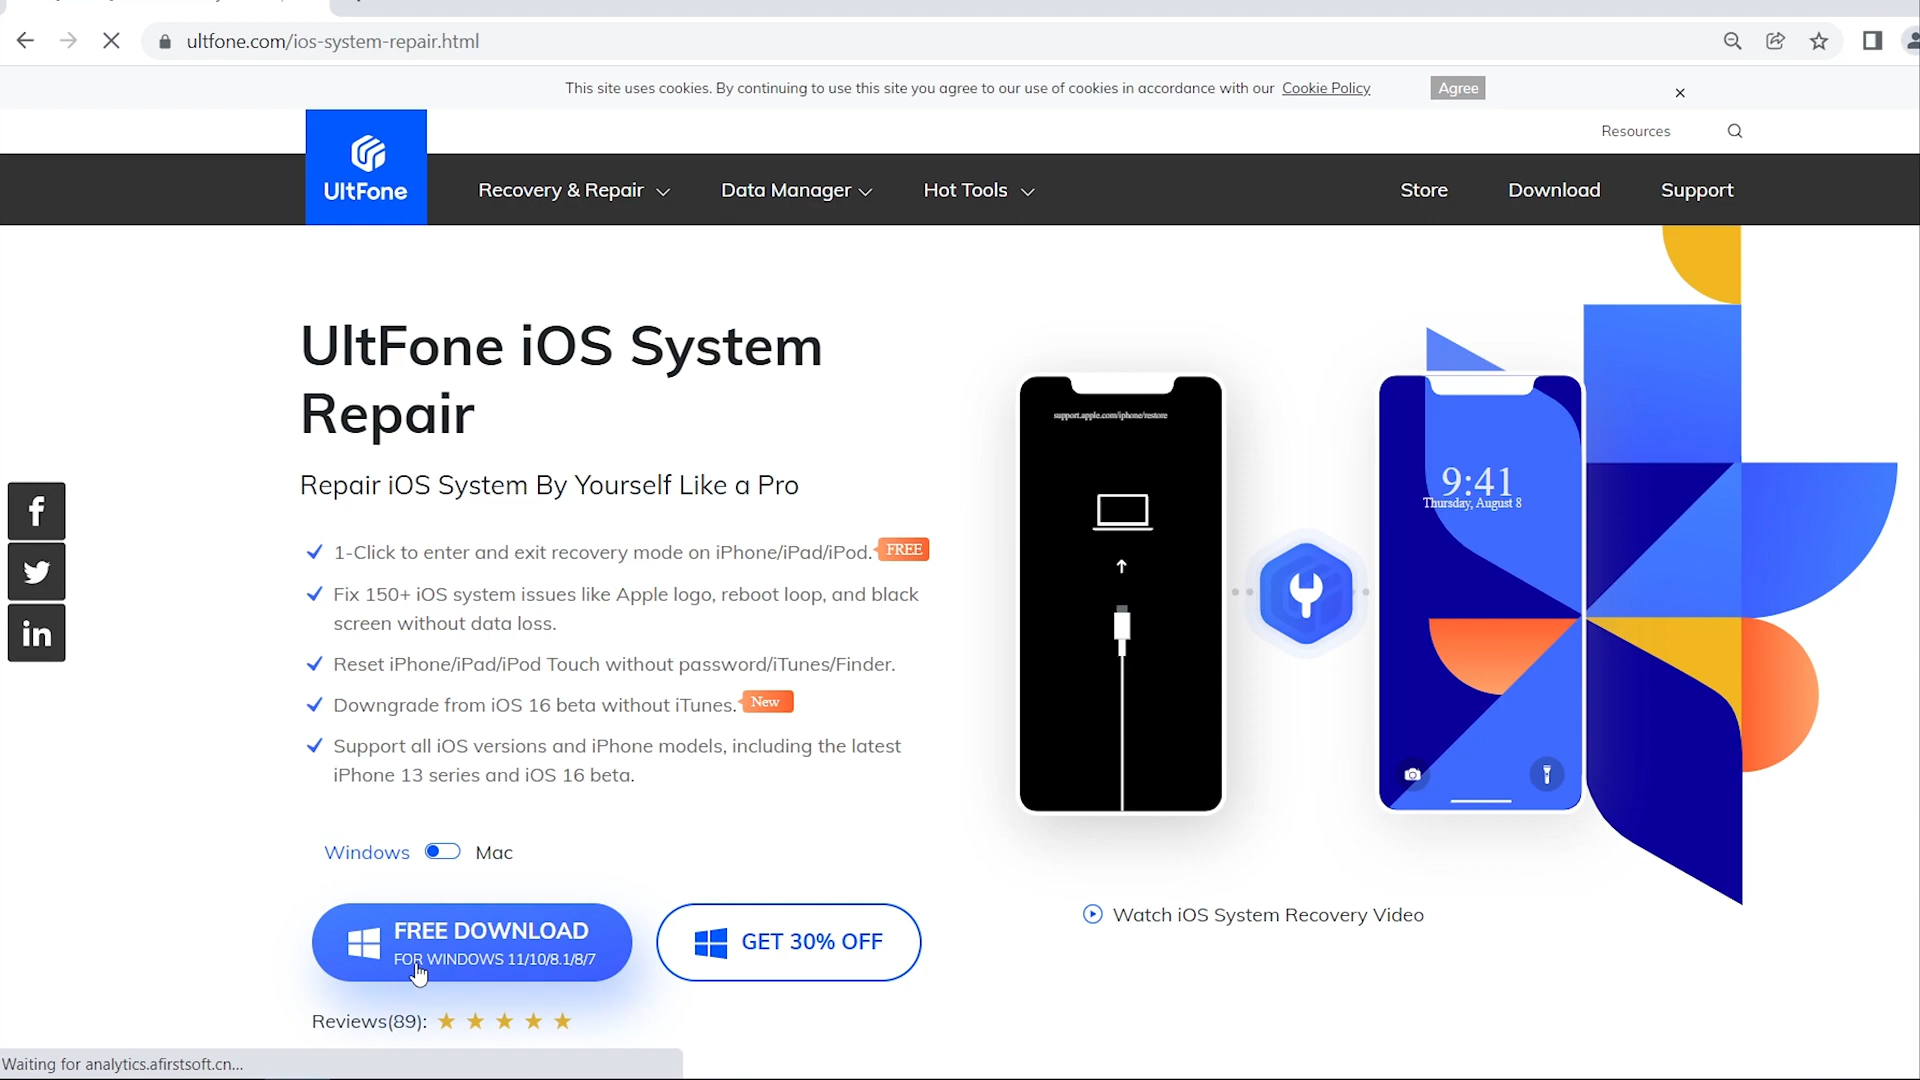 ultfone.com/ios-system-repair.html
This site uses cookies. By continuing to use this site you agree to our use of cookies in accordance with our Cookie Policy Agree
Resources
UltFone
Recovery & Repair Data Manager Hot Tools Store Download Support
UltFone iOS System
Repair
Repair iOS System By Yourself Like a Pro
1-Click to enter and exit recovery mode on iPhone/iPad/iPod. FREE
Fix 150+ iOS system issues like Apple logo, reboot loop, and black
screen without data loss.
Reset iPhone/iPad/iPod Touch without password/iTunes/Finder.
Downgrade from iOS 16 beta without iTunes. New
Support all iOS versions and iPhone models, including the latest
iPhone 13 series and iOS 16 beta.
Windows Mac
FREE DOWNLOAD
FOR WINDOWS 11/10/8.1/8/7
GET 30% OFF
Reviews(89):
support.apple.com/iphone/restore
9:41
Thursday, August 8
Watch iOS System Recovery Video
f
in
Waiting for analytics.afirstsoft.cn...